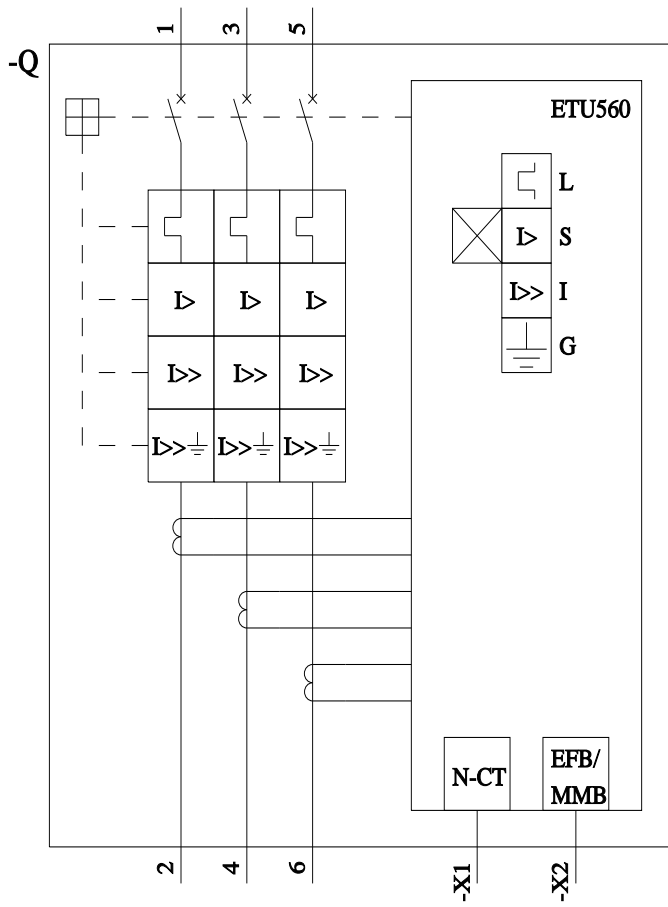 1 3 5
-Q
ETU560
L
I> S
I>> I
G
I> I> I>
I>> I>> I>>
I>> I>> I>>
N-CT
EFB/
MMB
2 4 6 -X1 -X2